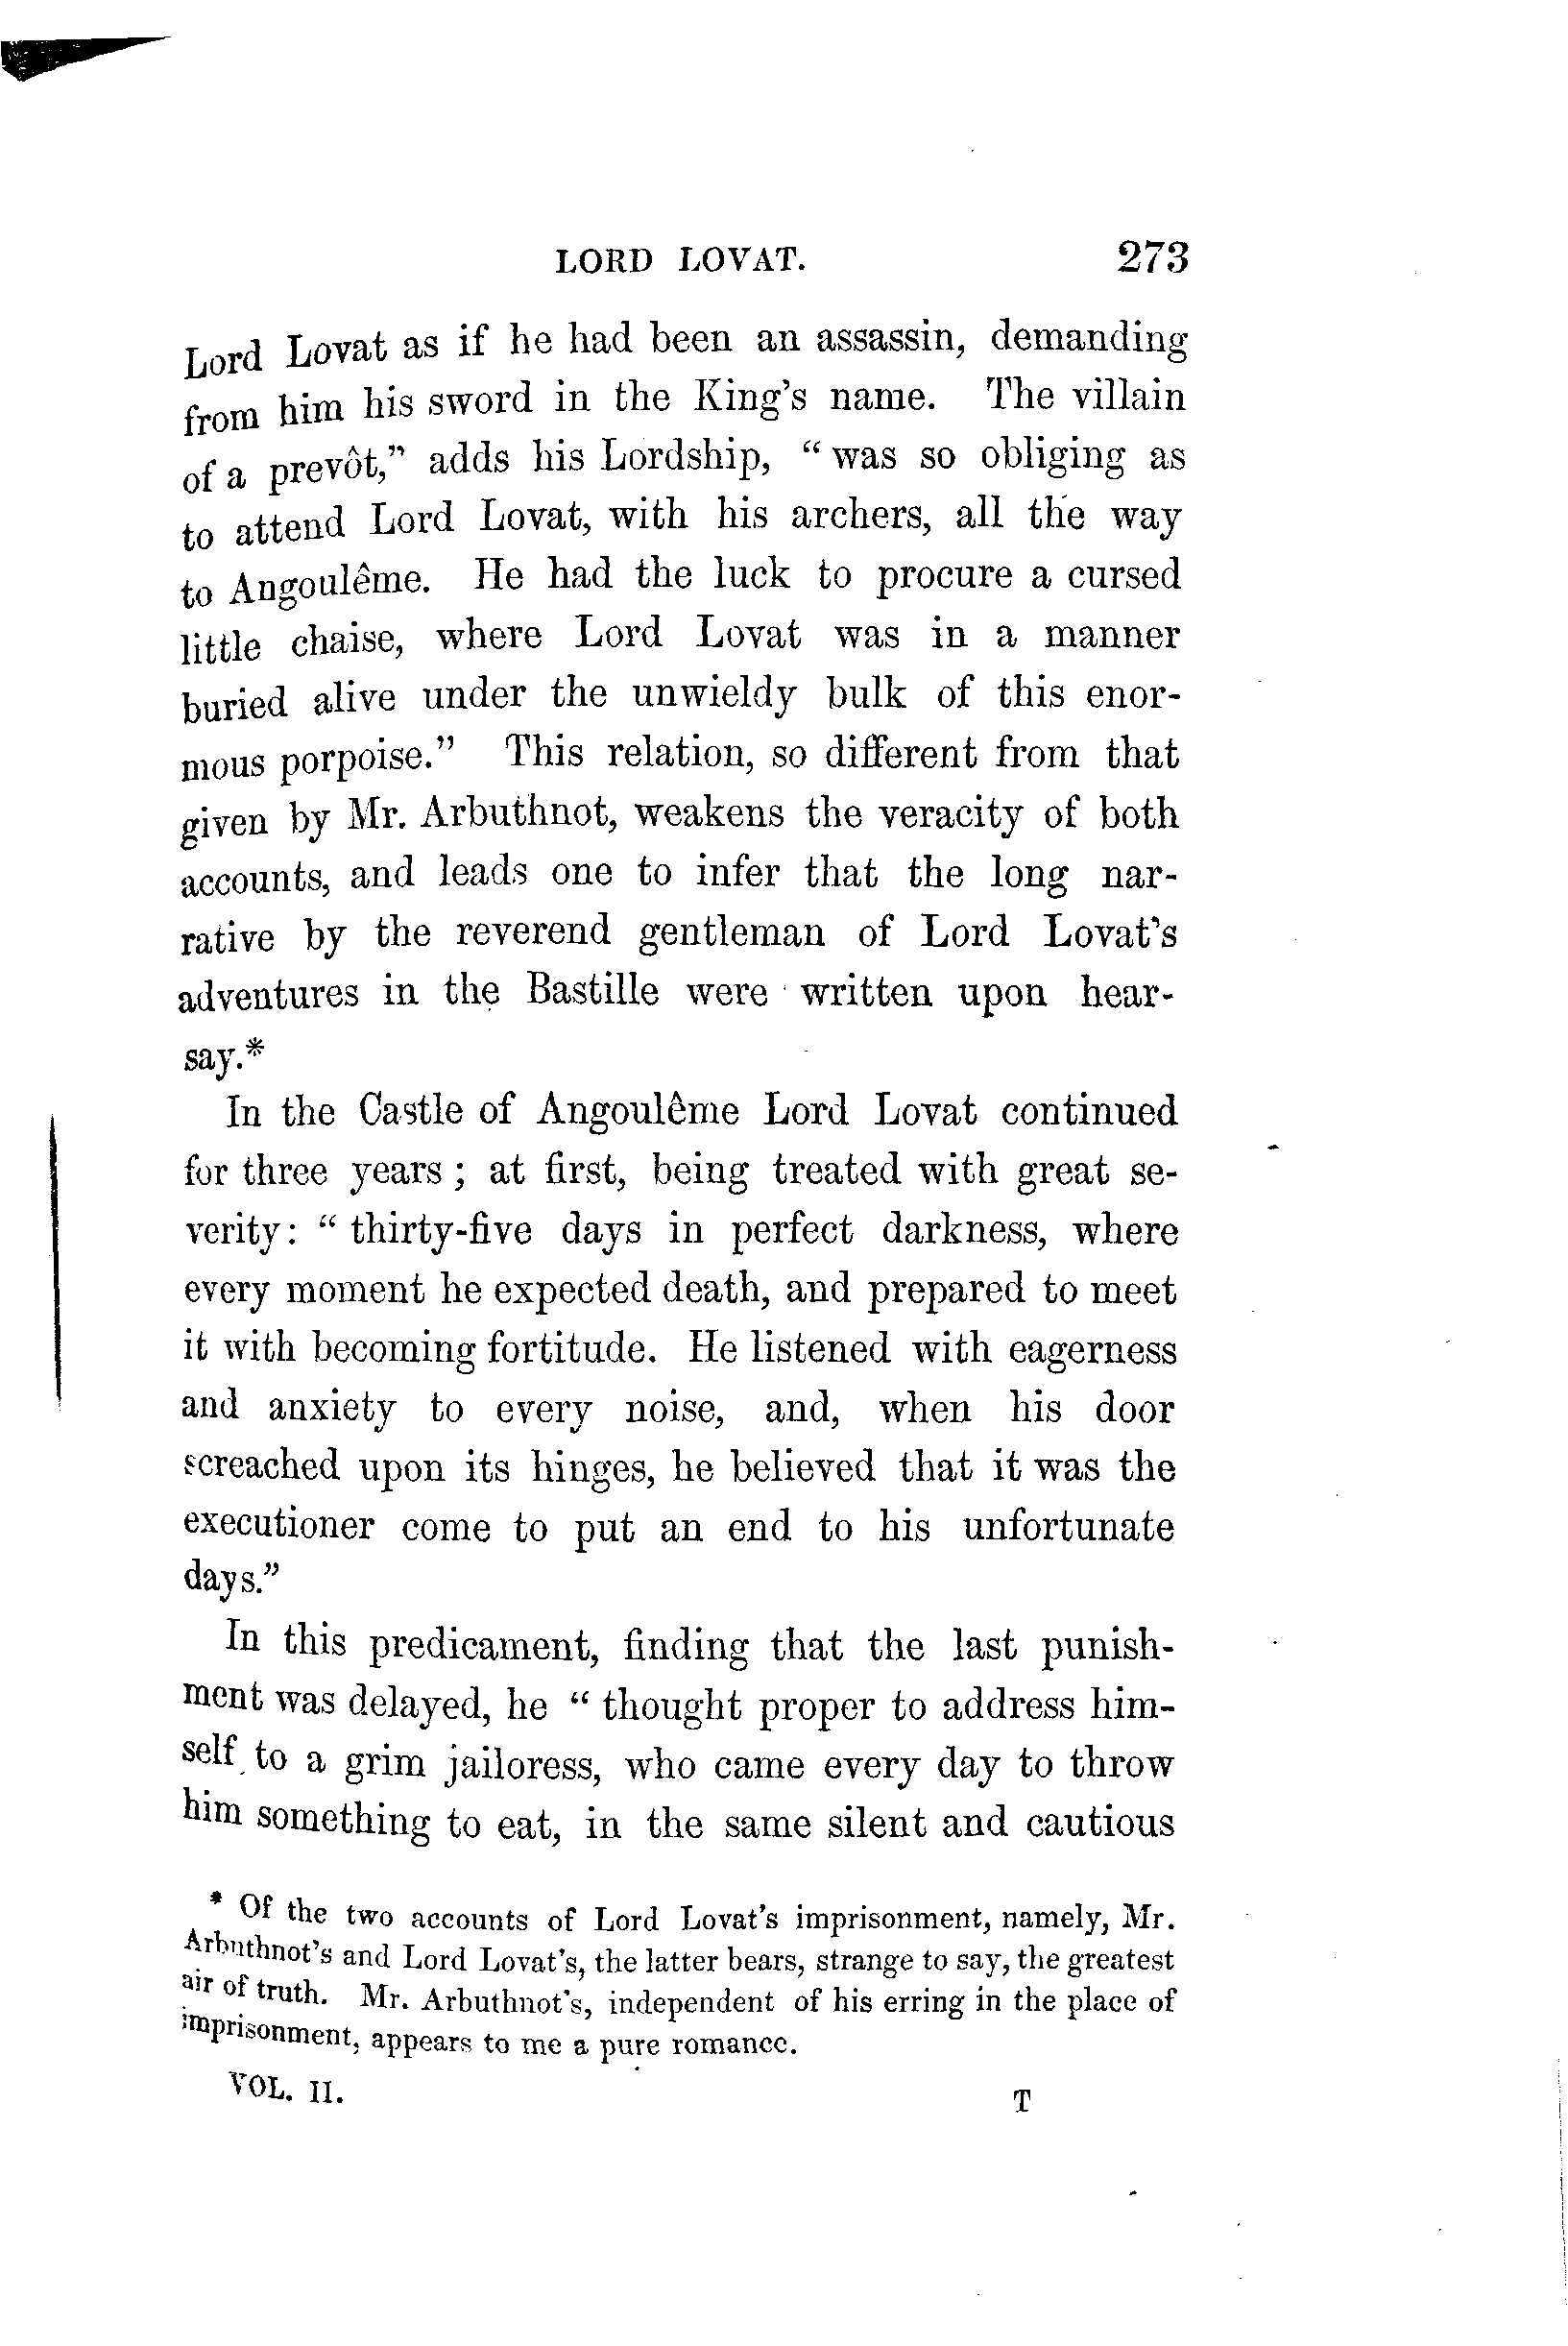 LORD LOVAT. 273
Lord Lovat as if he had been an assassin, demanding
from him his sword in the King's name. The villain
of a prevôt," adds his Lordship, "was so obliging as
to attend Lord Lovat, with his archers, all the way
to Angoulême. He had the luck to procure a cursed
little chaise, where Lord Lovat was in a manner
buried alive under the unwieldy bulk of this enor-
mous porpoise." This relation, so different from that
given by Mr. Arbuthnot, weakens the veracity of both
accounts, and leads one to infer that the long nar-
rative by the reverend gentleman of Lord Lovat's
adventures in the Bastille were written upon hear-
say.*
In the Castle of Angoulême Lord Lovat continued
for three years; at first, being treated with great se-
verity: "thirty-five days in perfect darkness, where
every moment he expected death, and prepared to meet
it with becoming fortitude. He listened with eagerness
and anxiety to every noise, and, when his door
screached upon its hinges, he believed that it was the
executioner come to put an end to his unfortunate
days."
In this predicament, finding that the last punish-
ment was delayed, he "thought proper to address him-
self to a grim jailoress, who came every day to throw
him something to eat, in the same silent and cautious
* Of the two accounts of Lord Lovat's imprisonment, namely, Mr.
Arbuthnot's and Lord Lovat's, the latter bears, strange to say, the greatest
air of truth. Mr. Arbuthnot's, independent of his erring in the place of
imprisonment, appears to me a pure romance.
VOL. II. T